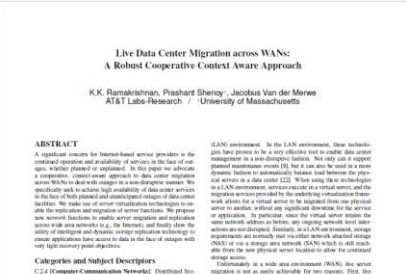 Live Data Center Migration across WANs:
A Robust Cooperative Context Aware Approach
K.K. Ramakrishnan, Prashant Shenoy, Jacobus Van der Merwe
AT&T Labs-Research / University of Massachusetts
ABSTRACT
A significant concern for Internet-based service providers is the
continued operation and availability of services in the face of out-
ages, whether planned or unplanned. In this paper we advocate
a cooperative, context-aware approach to data center migration
across WANs to deal with outages in a non-disruptive manner. We
specifically seek to achieve high availability of data center services
in the face of both planned and unanticipated outages of data center
facilities. We make use of server virtualization technologies to en-
able the replication and migration of server functions. We propose
new network functions to enable server migration and replication
across wide area networks (e.g., the Internet), and finally show the
utility of intelligent and dynamic storage replication technology to
ensure applications have access to data in the face of outages with
very tight recovery point objectives.
Categories and Subject Descriptors
C.2.4 [Computer-Communication Networks]: Distributed Sys-
(LAN) environment. In the LAN environment, these technolo-
gies have proven to be a very effective tool to enable data center
management in a non-disruptive fashion. Not only can it support
planned maintenance events [8], but it can also be used in a more
dynamic fashion to automatically balance load between the phys-
ical servers in a data center [22]. When using these technologies
in a LAN environment, services execute in a virtual server, and the
migration services provided by the underlying virtualization frame-
work allows for a virtual server to be migrated from one physical
server to another, without any significant downtime for the service
or application. In particular, since the virtual server retains the
same network address as before, any ongoing network level inter-
actions are not disrupted. Similarly, in a LAN environment, storage
requirements are normally met via either network attached storage
(NAS) or via a storage area network (SAN) which is still reach-
able from the new physical server location to allow for continued
storage access.
Unfortunately in a wide area environment (WAN), live server
migration is not as easily achievable for two reasons: First, live